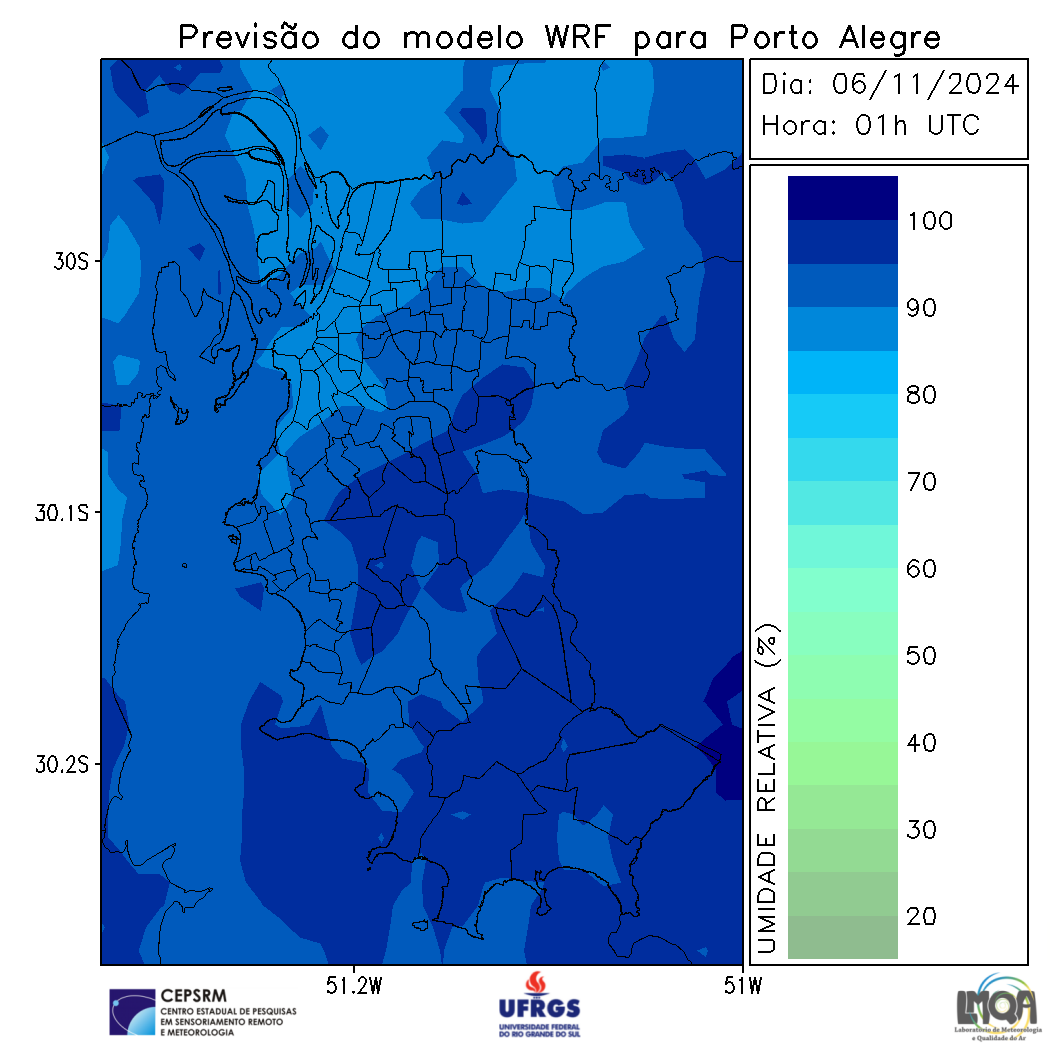 Previsão do modelo WRF para Porto Alegre
Dia: 06/11/2024
Hora: 01h UTC
100
90
80
70
60
50
40
30
20
UMIDADE RELATIVA (%)
30S
30.1S
30.2S
51.2W
51W
CEPSRM
CENTRO ESTADUAL DE PESQUISAS
EM SENSORIAMENTO REMOTO
E METEOROLOGIA
UFRGS
UNIVERSIDADE FEDERAL
DO RIO GRANDE DO SUL
LMQA
Laboratório de Meteorologia
e Qualidade do Ar